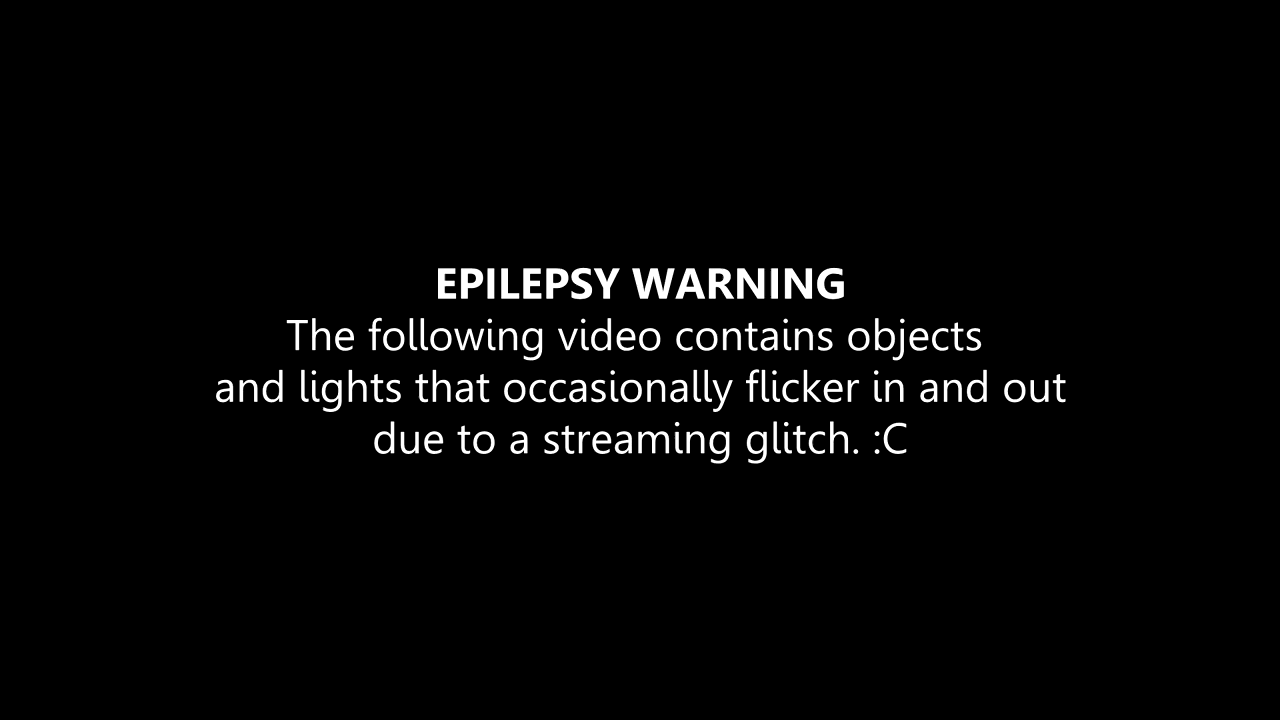 EPILEPSY WARNING
The following video contains objects
and lights that occasionally flicker in and out
due to a streaming glitch. :C